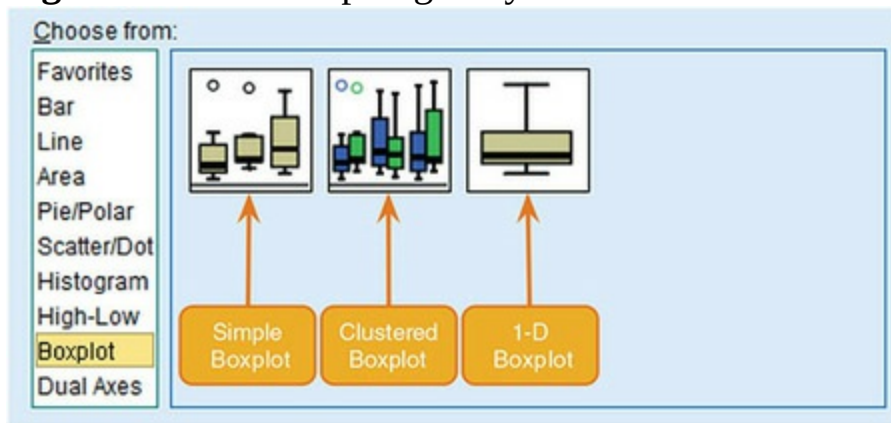 Choose from:
Favorites
Bar
Line
Area
Pie/Polar
Scatter/Dot
Histogram
High-Low
Boxplot
Dual Axes
Simple
Boxplot
Clustered
Boxplot
1-D
Boxplot